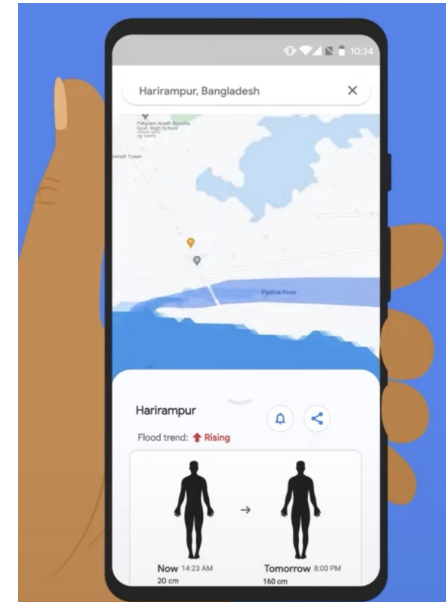 10:34
Harirampur, Bangladesh
Town
Padma River
Harirampur
Flood trend: Rising
Now 14:23 AM
20 cm
Tomorrow 8:00 PM
160 cm